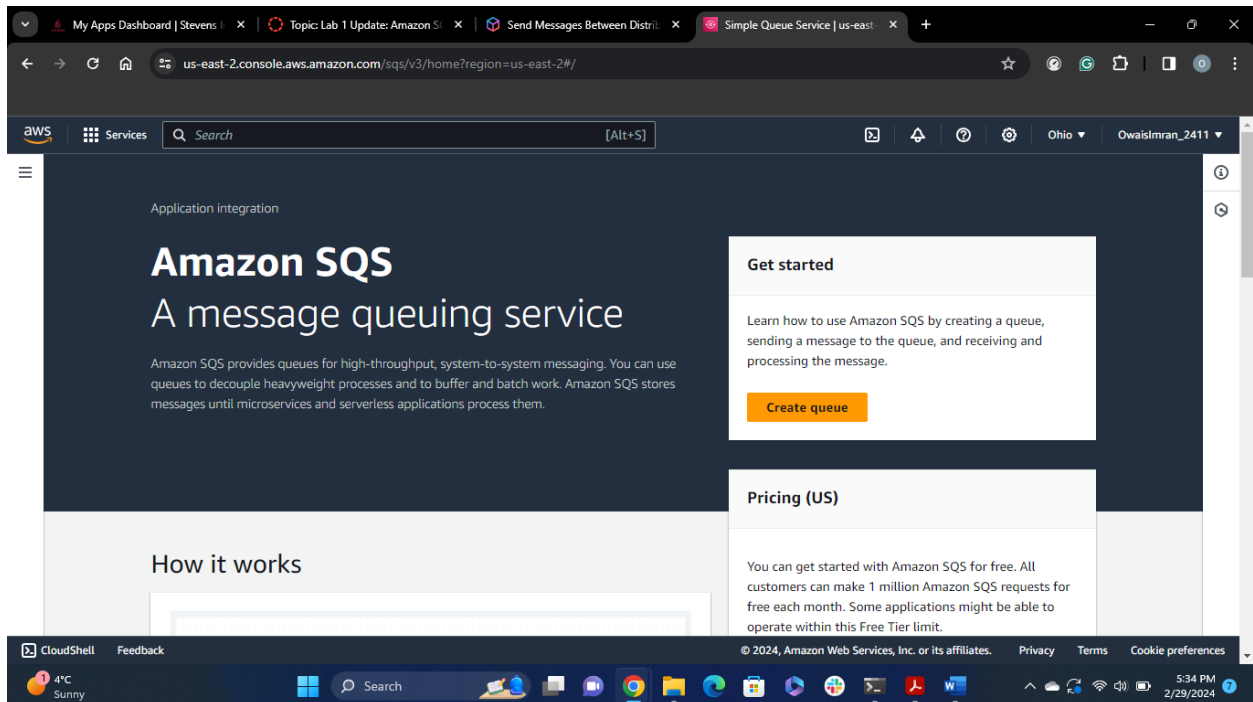 My Apps Dashboard | Stevens I
Topic: Lab 1 Update: Amazon S
Send Messages Between Distrib
Simple Queue Service | us-east-
us-east-2.console.aws.amazon.com/sqs/v3/home?region=us-east-2#/
O
aws
Services
Search
[Alt+S]
Ohio
OwaisImran_2411
Application integration
Amazon SQS
A message queuing service
Amazon SQS provides queues for high-throughput, system-to-system messaging. You can use
queues to decouple heavyweight processes and to buffer and batch work. Amazon SQS stores
messages until microservices and serverless applications process them.
Get started
Learn how to use Amazon SQS by creating a queue,
sending a message to the queue, and receiving and
processing the message.
Create queue
Pricing (US)
You can get started with Amazon SQS for free. All
customers can make 1 million Amazon SQS requests for
free each month. Some applications might be able to
operate within this Free Tier limit.
How it works
CloudShell
Feedback
© 2024, Amazon Web Services, Inc. or its affiliates.
Privacy
Terms
Cookie preferences
1
4°C
Sunny
Search
5:34 PM
2/29/2024
7